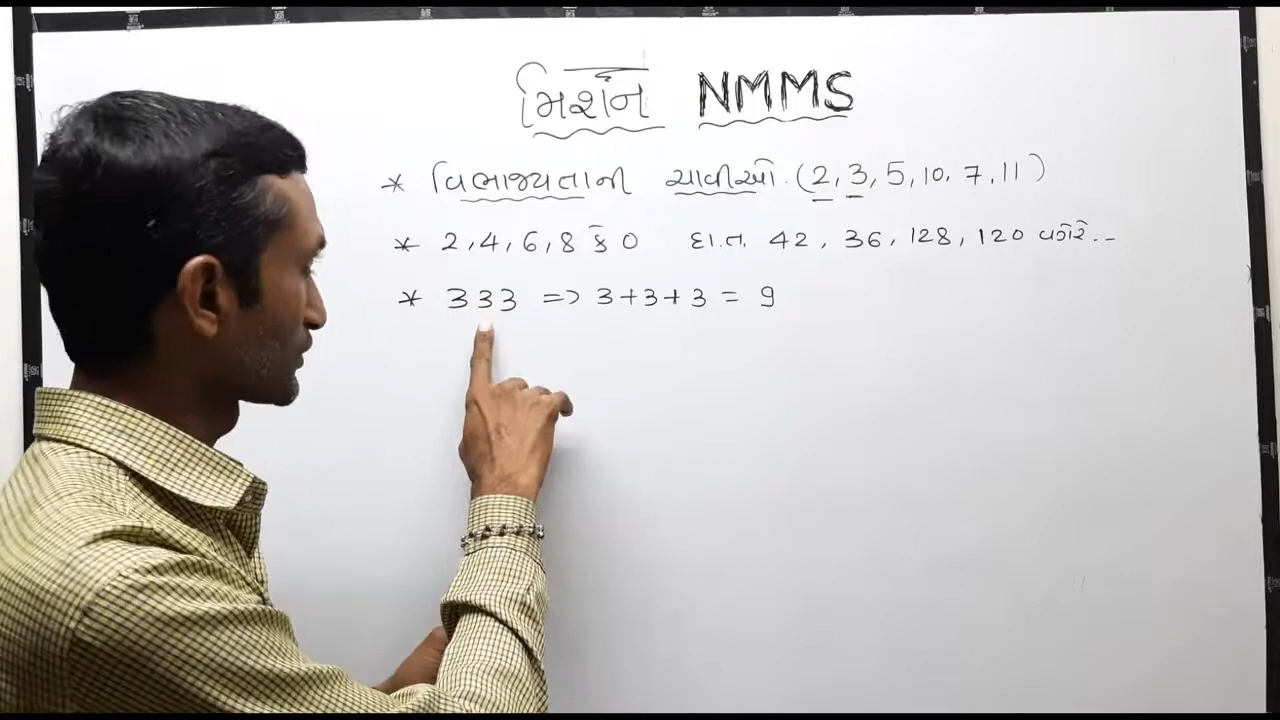 મિશન NMMS
* વિભાજ્યતાની ચાવીઓ. (2, 3, 5, 10, 7, 11)
* 2, 4, 6, 8 કે 0 દા.ત. 42, 36, 128, 120 વગેરે..
* 333 => 3+3+3 = 9